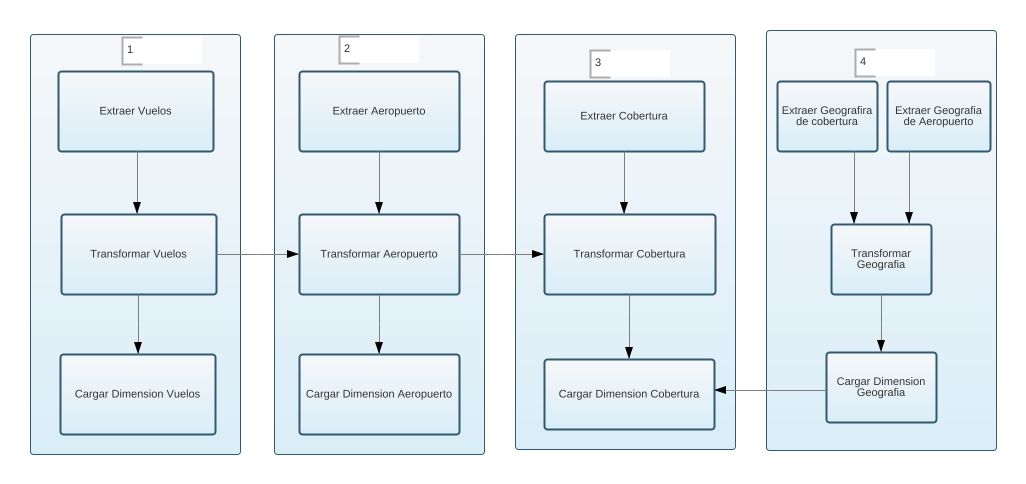 1
Extraer Vuelos
Transformar Vuelos
Cargar Dimension Vuelos
2
Extraer Aeropuerto
Transformar Aeropuerto
Cargar Dimension Aeropuerto
3
Extraer Cobertura
Transformar Cobertura
Cargar Dimension Cobertura
4
Extraer Geografira
de cobertura
Extraer Geografia
de Aeropuerto
Transformar
Geografia
Cargar Dimension
Geografia